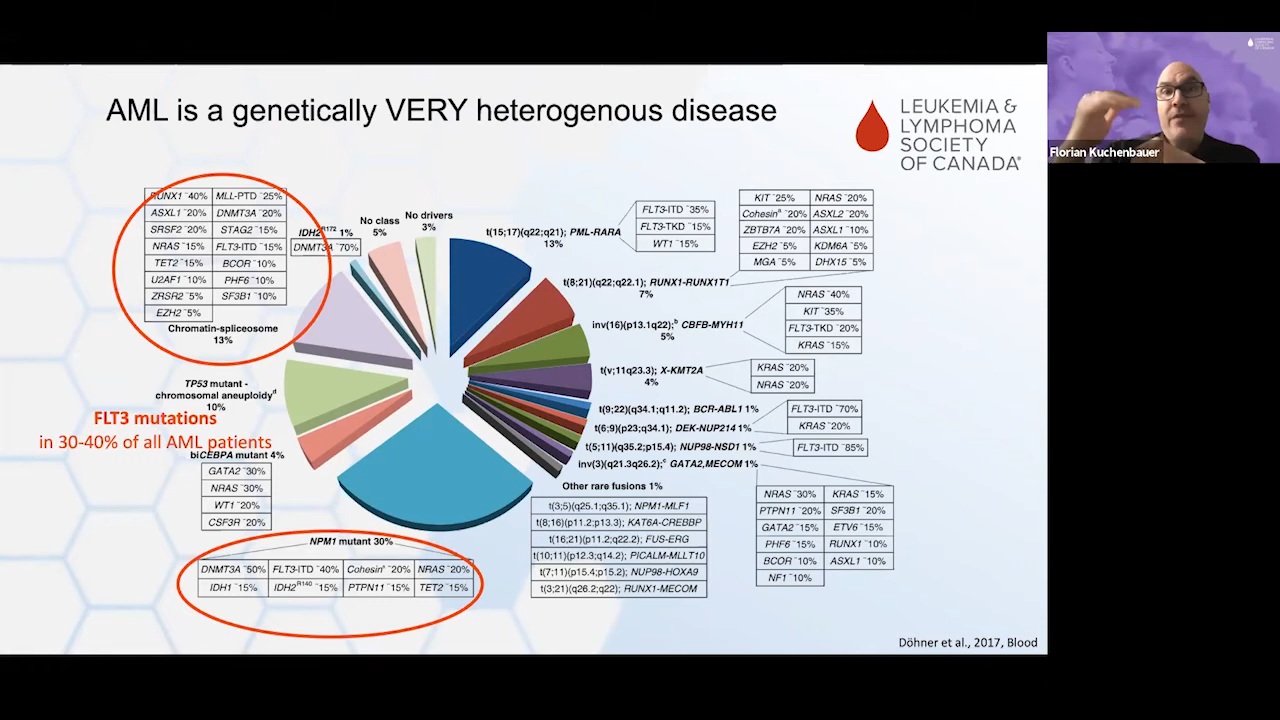 AML is a genetically VERY heterogenous disease
LEUKEMIA &
LYMPHOMA
SOCIETY
OF CANADA®
Florian Kuchenbauer
RUNX1 ~40% MLL-PTD ~25%
ASXL1 ~20% DNMT3A ~20%
SRSF2 ~20% STAG2 ~15%
NRAS ~15% FLT3-ITD ~15%
TET2 ~15% BCOR ~10%
U2AF1 ~10% PHF6 ~10%
ZRSR2 ~5% SF3B1 ~10%
EZH2 ~5%
Chromatin-spliceosome
13%
IDH2R172 1%
DNMT3A ~70%
No class
5%
No drivers
3%
t(15;17)(q22;q21); PML-RARA
13%
FLT3-ITD ~35%
FLT3-TKD ~15%
WT1 ~15%
KIT ~25% NRAS ~20%
Cohesin ~20% ASXL2 ~20%
ZBTB7A ~20% ASXL1 ~10%
EZH2 ~5% KDM6A ~5%
MGA ~5% DHX15 ~5%
t(8;21)(q22;q22.1); RUNX1-RUNX1T1
7%
inv(16)(p13.1q22);b CBFB-MYH11
5%
NRAS ~40%
KIT ~35%
FLT3-TKD ~20%
KRAS ~15%
t(v;11q23.3); X-KMT2A
4%
KRAS ~20%
NRAS ~20%
t(9;22)(q34.1;q11.2); BCR-ABL1 1%
t(6;9)(p23;q34.1); DEK-NUP214 1%
FLT3-ITD ~70%
KRAS ~20%
t(5;11)(q35.2;p15.4); NUP98-NSD1 1%
FLT3-ITD ~85%
inv(3)(q21.3q26.2);c GATA2,MECOM 1%
NRAS ~30% KRAS ~15%
PTPN11 ~20% SF3B1 ~20%
GATA2 ~15% ETV6 ~15%
PHF6 ~15% RUNX1 ~10%
BCOR ~10% ASXL1 ~10%
NF1 ~10%
Other rare fusions 1%
t(3;5)(q25.1;q35.1); NPM1-MLF1
t(8;16)(p11.2;p13.3); KAT6A-CREBBP
t(16;21)(p11.2;q22.2); FUS-ERG
t(10;11)(p12.3;q14.2); PICALM-MLLT10
t(7;11)(p15.4;p15.2); NUP98-HOXA9
t(3;21)(q26.2;q22); RUNX1-MECOM
TP53 mutant -
chromosomal aneuploidyd
10%
FLT3 mutations
in 30-40% of all AML patients
biCEBPA mutant 4%
GATA2 ~30%
NRAS ~30%
WT1 ~20%
CSF3R ~20%
NPM1 mutant 30%
DNMT3A ~50% FLT3-ITD ~40% Cohesin ~20% NRAS ~20%
IDH1 ~15% IDH2R140 ~15% PTPN11 ~15% TET2 ~15%
Döhner et al., 2017, Blood